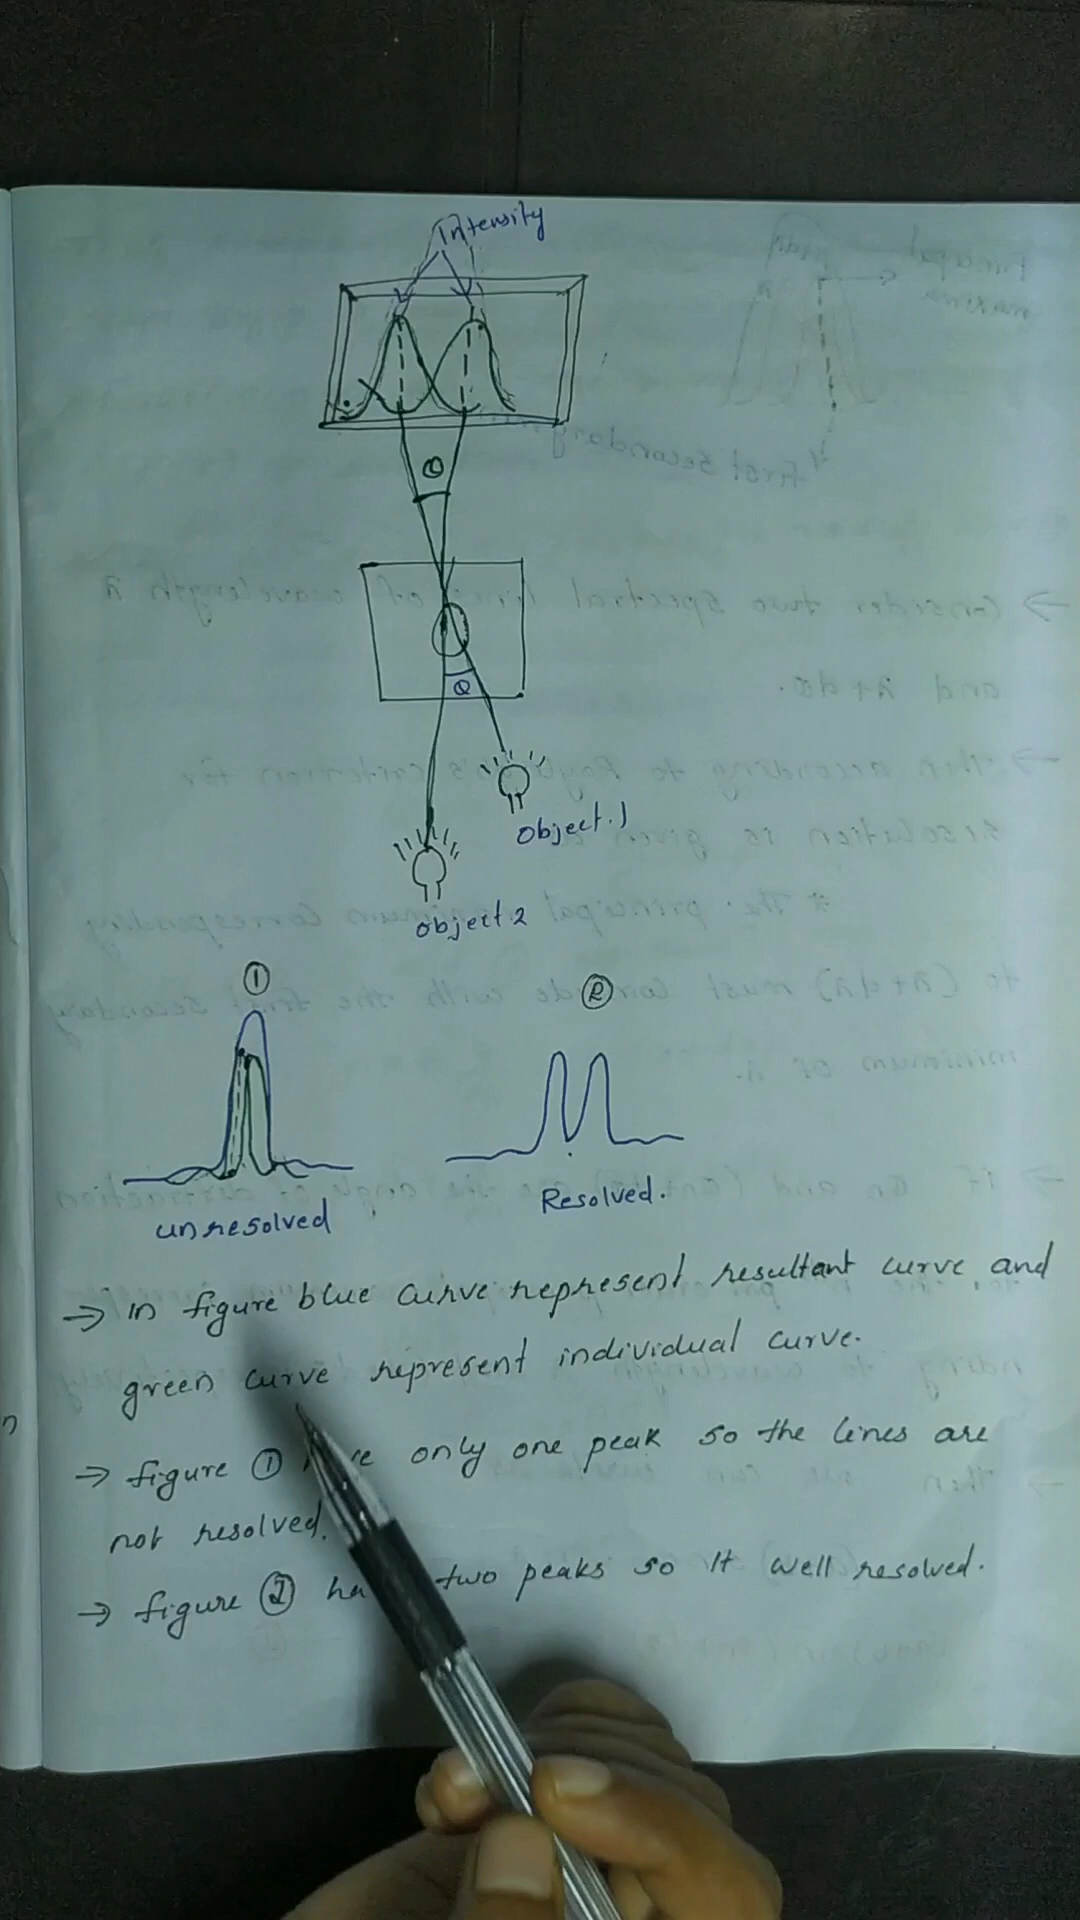 Intensity
θ
θ
object.1
object.2
①
②
unresolved
Resolved.
→ in figure blue curve represent resultant curve and
green curve represent individual curve.
→ figure ① only one peak so the lines are
not resolved.
→ figure ② two peaks so it well resolved.